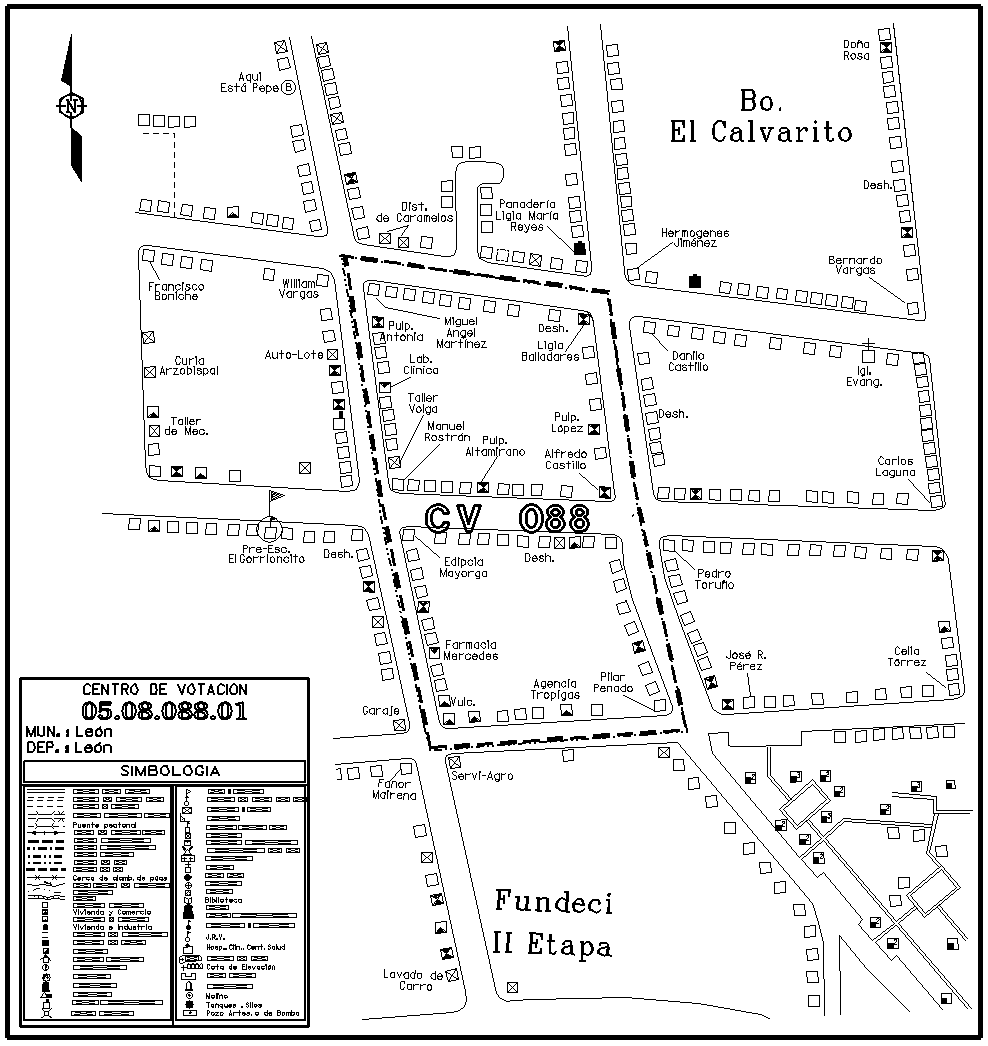 Doña
Rosa
Aquí
Está Pepe
B
N
Bo.
El Calvarito
Desh.
Dist.
de Caramelos
Panadería
Ligia María
Reyes
Hermogenes
Jiménez
Bernardo
Vargas
Francisco
Boniche
William
Vargas
Miguel
Angel
Martínez
Pulp.
Antonia
Desh.
Ligia
Balladares
Auto-Lote
Curia
Arzobispal
Lab.
Clínica
Danilo
Castillo
Igl.
Evang.
Taller
Volga
Taller
de Mec.
Manuel
Rostrán
Pulp.
Altamirano
Pulp.
López
Desh.
Alfredo
Castillo
Carlos
Laguna
CV 088
Pre-Esc.
El Gorrioncito
Desh.
Edipcia
Mayorga
Desh.
Pedro
Toruño
Farmacia
Mercedes
José R.
Pérez
Celia
Torrez
Agencia
Tropigas
Pilar
Penado
Vulc.
Garaje
CENTRO DE VOTACION
05.08.088.01
MUN. : León
DEP. : León
SIMBOLOGIA
Puente peatonal
Cerca de alamb. de púas
Vivienda y Comercio
Vivienda e Industria
Biblioteca
J.R.V.
Hosp.,Clin.,Cent.Salud
Cota de Elevación
Molino
Tanques , Silos
Pozo Artes. o de Bomba
Fanor
Mairena
Servi-Agro
Fundeci
II Etapa
Lavado de
Carro